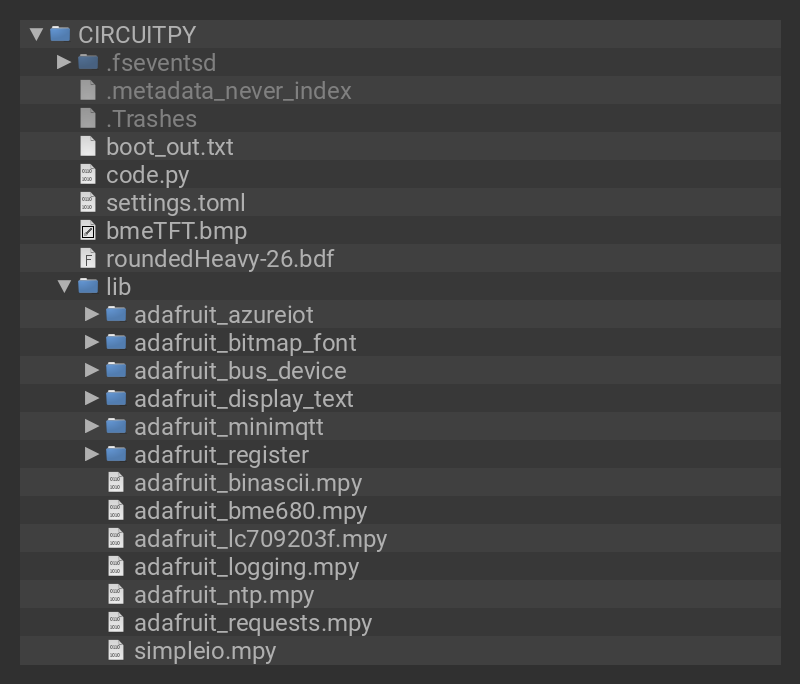 CIRCUITPY
.fseventsd
.metadata_never_index
.Trashes
boot_out.txt
code.py
settings.toml
bmeTFT.bmp
roundedHeavy-26.bdf
lib
adafruit_azureiot
adafruit_bitmap_font
adafruit_bus_device
adafruit_display_text
adafruit_minimqtt
adafruit_register
adafruit_binascii.mpy
adafruit_bme680.mpy
adafruit_lc709203f.mpy
adafruit_logging.mpy
adafruit_ntp.mpy
adafruit_requests.mpy
simpleio.mpy